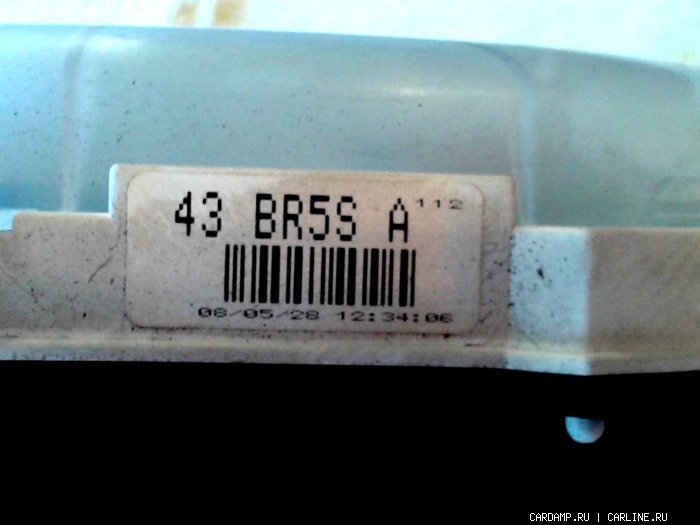 43 BR5S A 112
08/05/28 12:34:06
CARDAMP.RU | CARLINE.RU